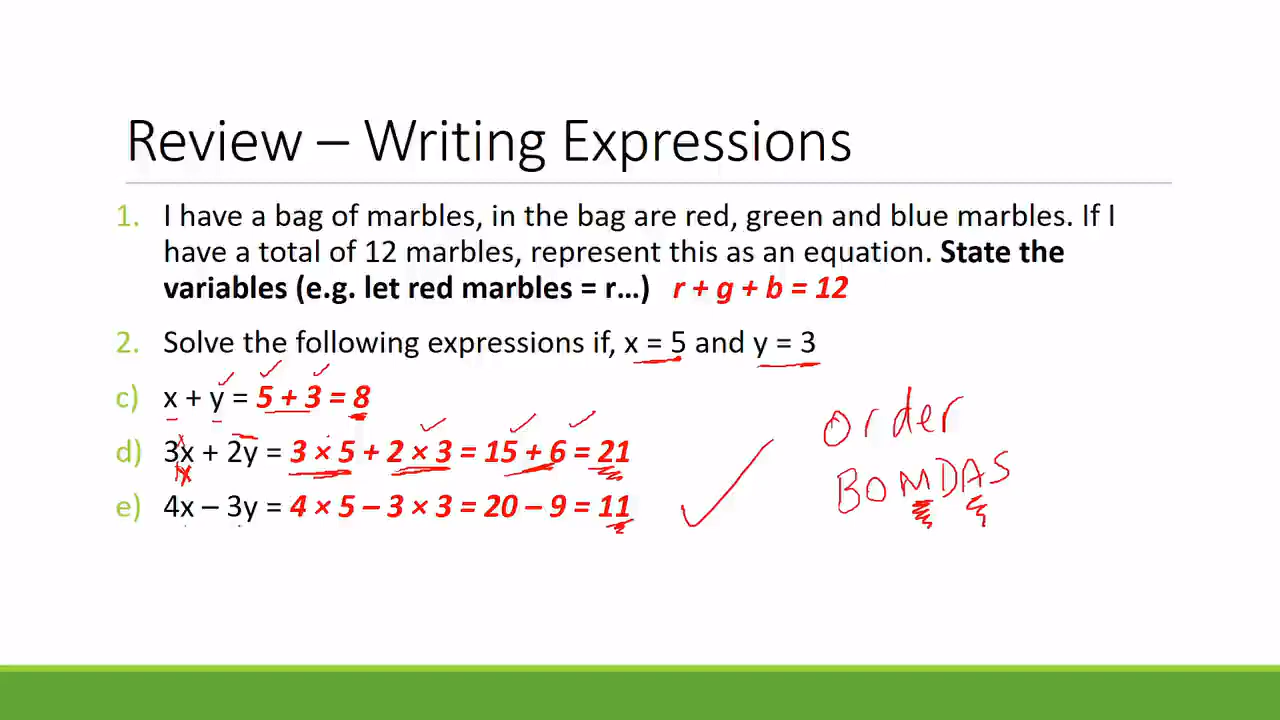 Review – Writing Expressions
1. I have a bag of marbles, in the bag are red, green and blue marbles. If I
have a total of 12 marbles, represent this as an equation. State the
variables (e.g. let red marbles = r…) r + g + b = 12
2. Solve the following expressions if, x = 5 and y = 3
c) x + y = 5 + 3 = 8
d) 3x + 2y = 3 × 5 + 2 × 3 = 15 + 6 = 21
e) 4x – 3y = 4 × 5 – 3 × 3 = 20 – 9 = 11
order
BOMDAS